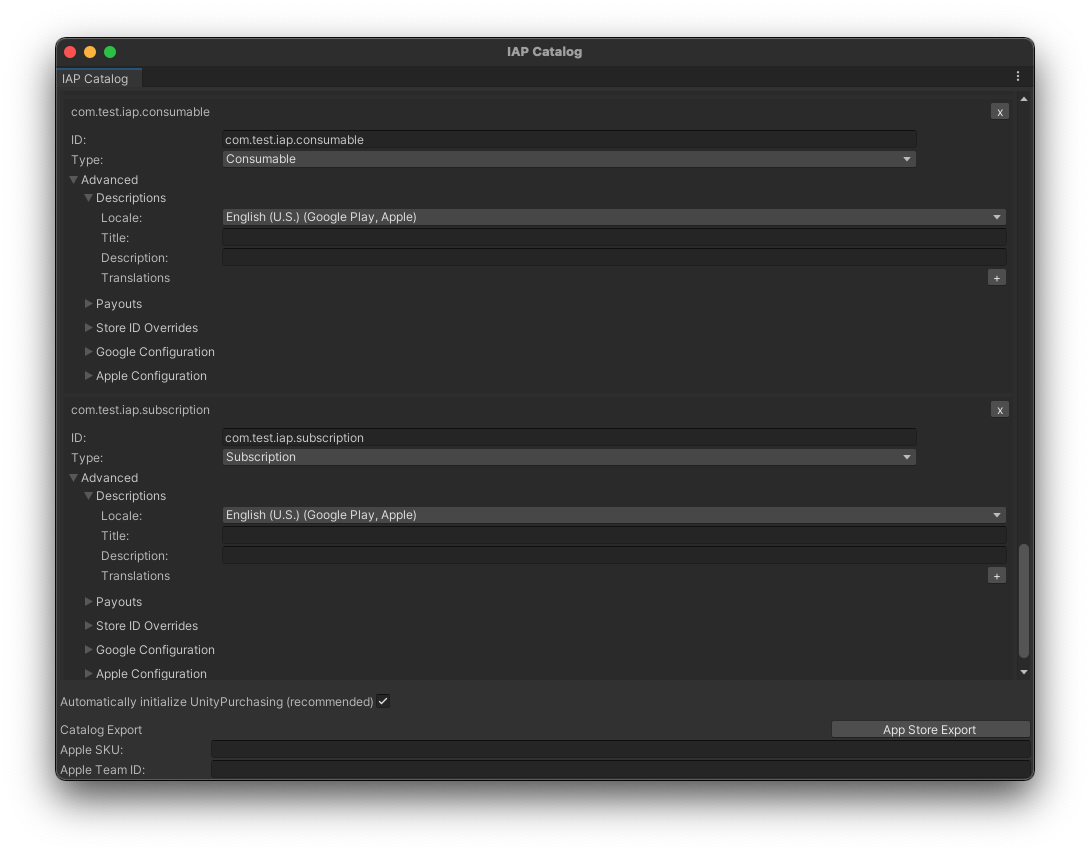 IAP Catalog
IAP Catalog
com.test.iap.consumable x
ID: com.test.iap.consumable
Type: Consumable
Advanced
Descriptions
Locale: English (U.S.) (Google Play, Apple)
Title:
Description:
Translations +
Payouts
Store ID Overrides
Google Configuration
Apple Configuration
com.test.iap.subscription x
ID: com.test.iap.subscription
Type: Subscription
Advanced
Descriptions
Locale: English (U.S.) (Google Play, Apple)
Title:
Description:
Translations +
Payouts
Store ID Overrides
Google Configuration
Apple Configuration
Automatically initialize UnityPurchasing (recommended)
Catalog Export App Store Export
Apple SKU:
Apple Team ID: